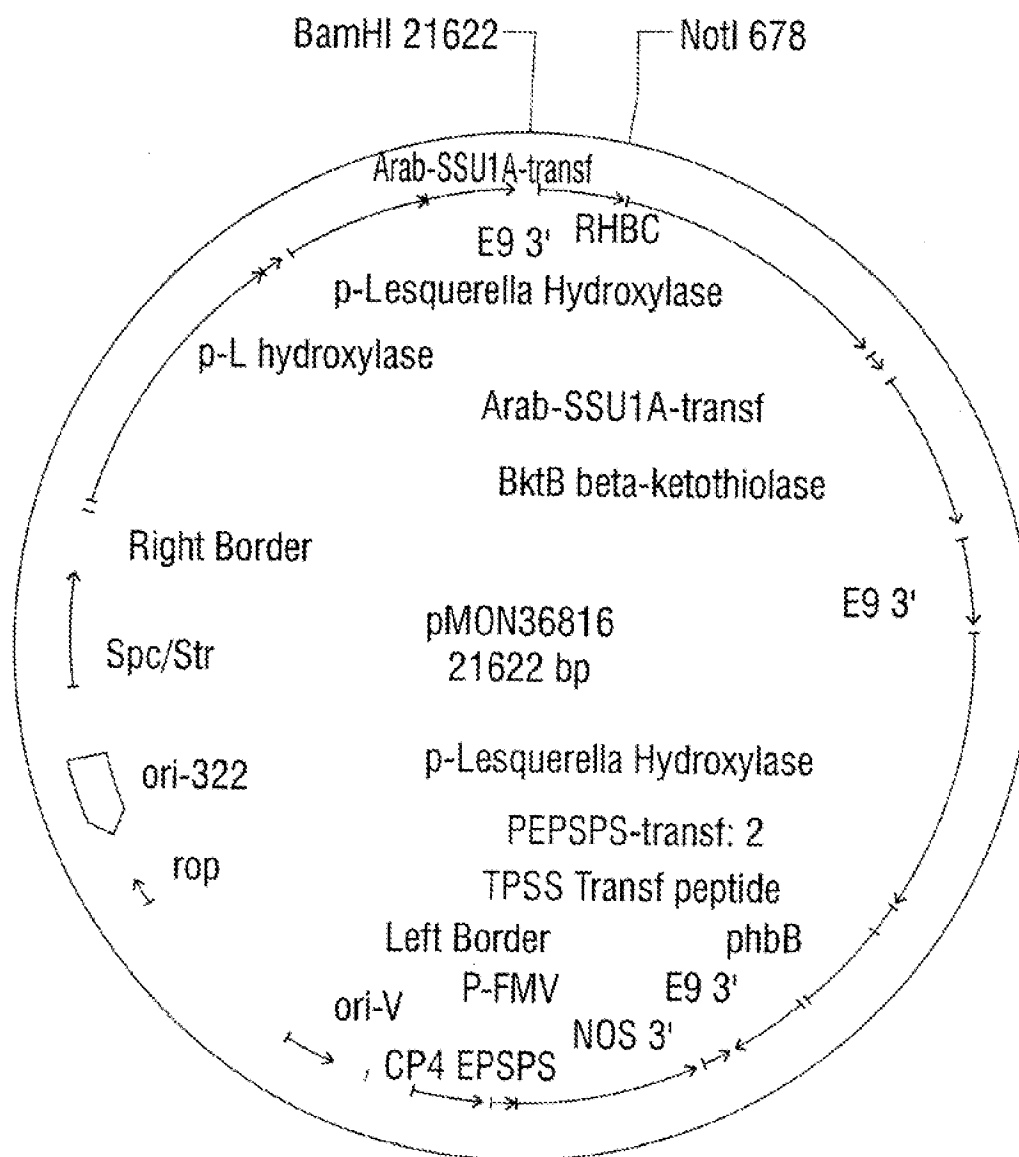 BamHI 21622
NotI 678
Arab-SSU1A-transf
E9 3'
RHBC
p-Lesquerella Hydroxylase
p-L hydroxylase
Arab-SSU1A-transf
BktB beta-ketothiolase
Right Border
E9 3'
pMON36816
21622 bp
Spc/Str
p-Lesquerella Hydroxylase
ori-322
PEPSPS-transf: 2
rop
TPSS Transf peptide
Left Border
phbB
P-FMV
E9 3'
ori-V
NOS 3'
CP4 EPSPS